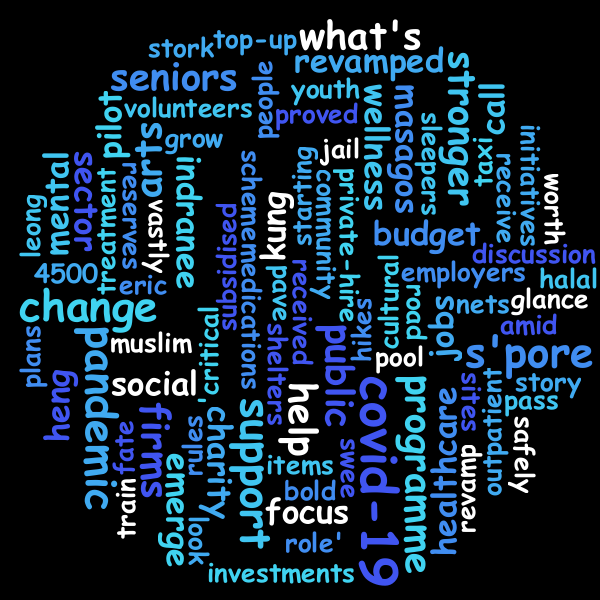 what's
top-up
stork
revamped
stronger
seniors
youth
people
call
volunteers
pilot
proved
wellness
masagos
sleepers
taxi
arts
grow
jail
initiatives
receive
sector
mental
indranee
schemem
starting
private-hire
community
treatment
reserves
vastly
leong
kung
worth
budget
subsidised
discussion
medications
4500
eric
pave
received
cultural
employers
halal
road
change
nets
glance
hikes
jobs
amid
'critical
shelters
public
plans
pandemic
muslim
pool
s'pore
heng
social
help
covid-19
programme
sites
outpatient
story
pass
firms
charity
support
healthcare
fate
rules
swee
safely
revamp
emerge
items
train
bold
focus
look
role'
investments